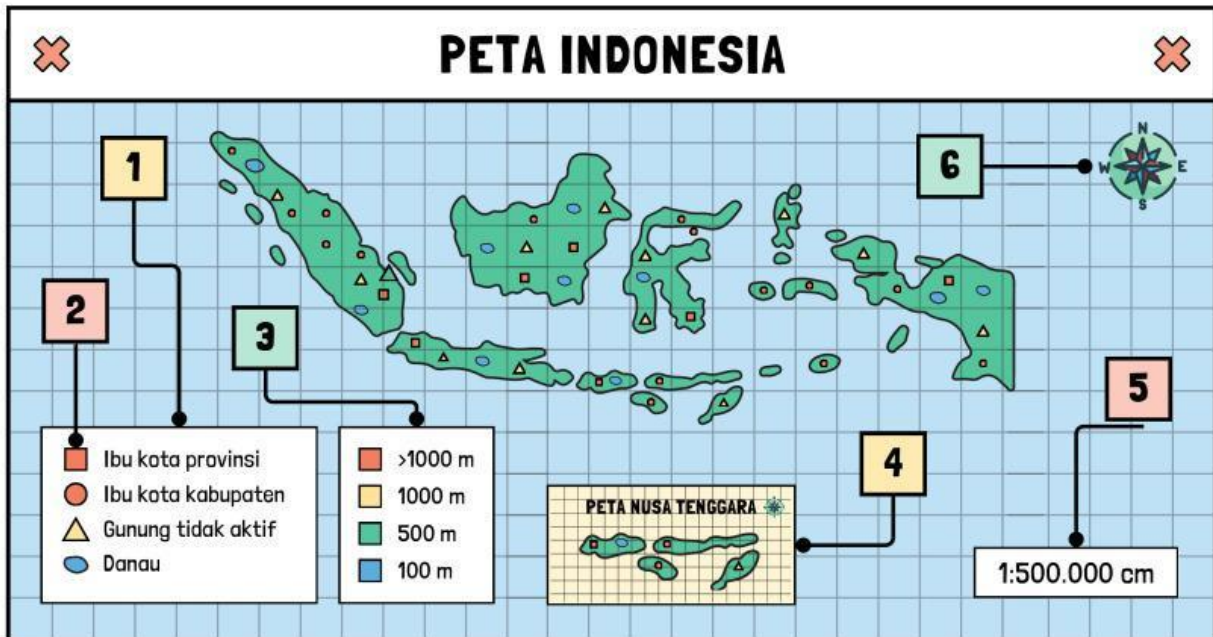 PETA INDONESIA
1
6
N
W E
S
2
3
5
4
Ibu kota provinsi
Ibu kota kabupaten
Gunung tidak aktif
Danau
>1000 m
1000 m
500 m
100 m
PETA NUSA TENGGARA
1:500.000 cm